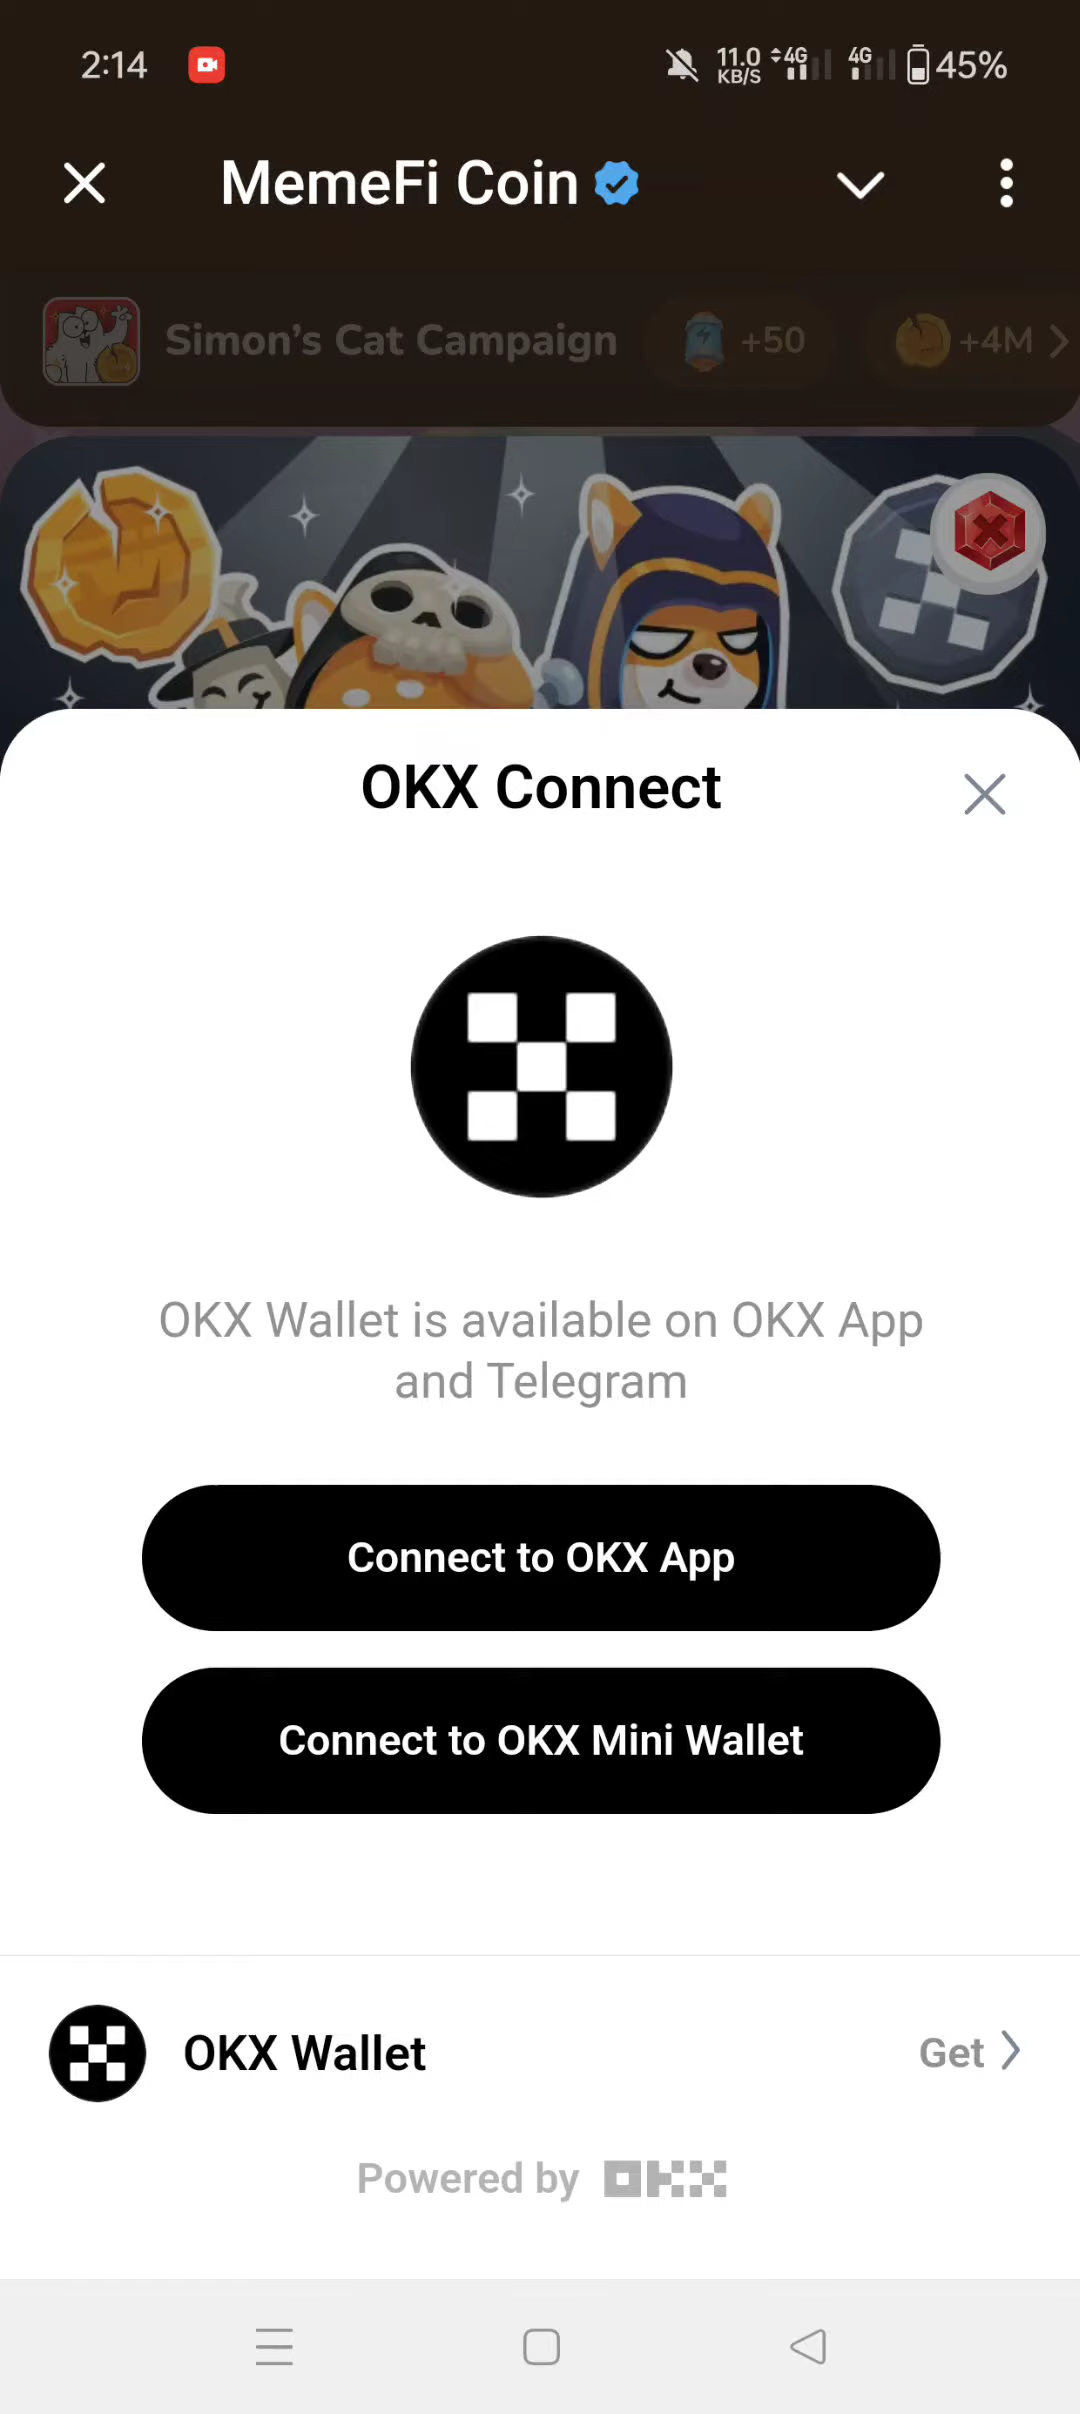 2:14
11.0 KB/S
4G
4G
45%
MemeFi Coin
Simon's Cat Campaign
+50
+4M
OKX Connect
OKX Wallet is available on OKX App
and Telegram
Connect to OKX App
Connect to OKX Mini Wallet
OKX Wallet
Get
Powered by OKX